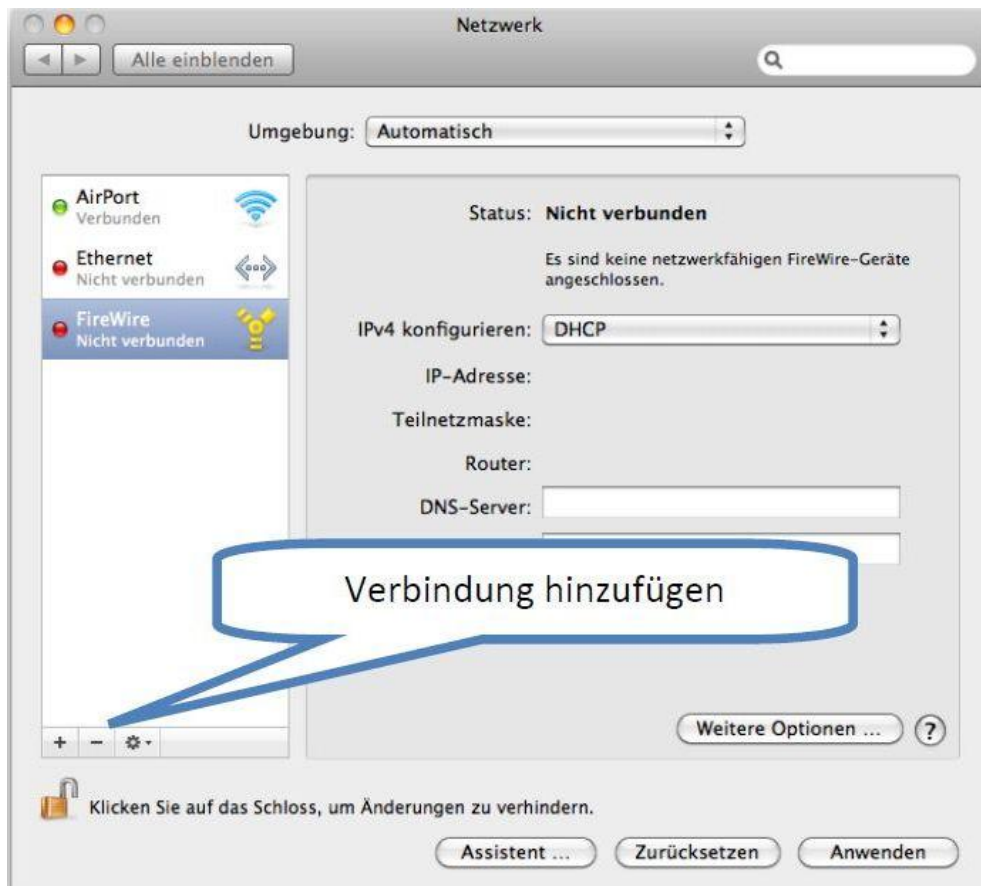 Netzwerk
Alle einblenden
Umgebung: Automatisch
AirPort
Verbunden
Ethernet
Nicht verbunden
FireWire
Nicht verbunden
Status: Nicht verbunden
Es sind keine netzwerkfähigen FireWire-Geräte
angeschlossen.
IPv4 konfigurieren: DHCP
IP-Adresse:
Teilnetzmaske:
Router:
DNS-Server:
Verbindung hinzufügen
+ −
Weitere Optionen ... ?
Klicken Sie auf das Schloss, um Änderungen zu verhindern.
Assistent ... Zurücksetzen Anwenden